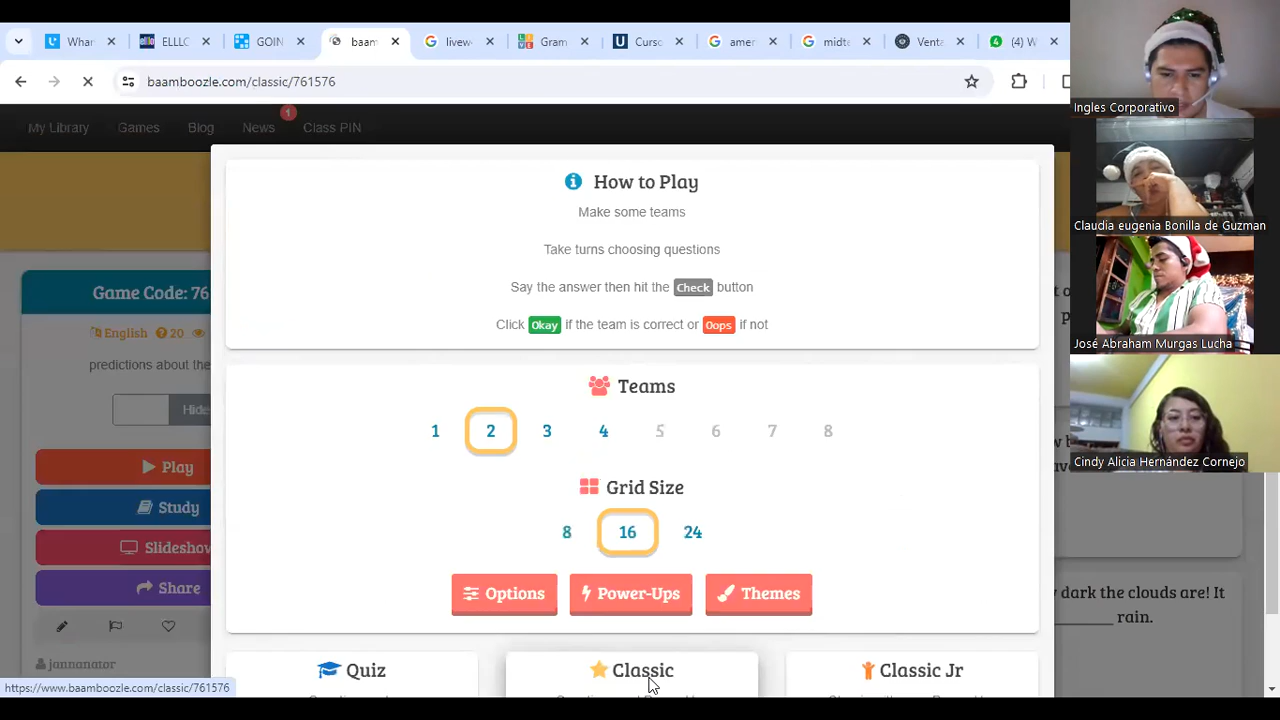 Whar
ELLLC
GOIN
baam
livew
Gram
Curso
amer
midte
Venta
(4) W
baamboozle.com/classic/761576
My Library
Games
Blog
News
1
Class PIN
How to Play
Make some teams
Take turns choosing questions
Say the answer then hit the Check button
Click Okay if the team is correct or Oops if not
Game Code: 76
English 20
predictions about the
Hide
Play
Study
Slideshow
Share
jannanator
Teams
1 2 3 4 5 6 7 8
Grid Size
8 16 24
Options
Power-Ups
Themes
Quiz
Classic
Classic Jr
y dark the clouds are! It
rain.
https://www.baamboozle.com/classic/761576
Ingles Corporativo
Claudia eugenia Bonilla de Guzman
José Abraham Murgas Lucha
Cindy Alicia Hernández Cornejo